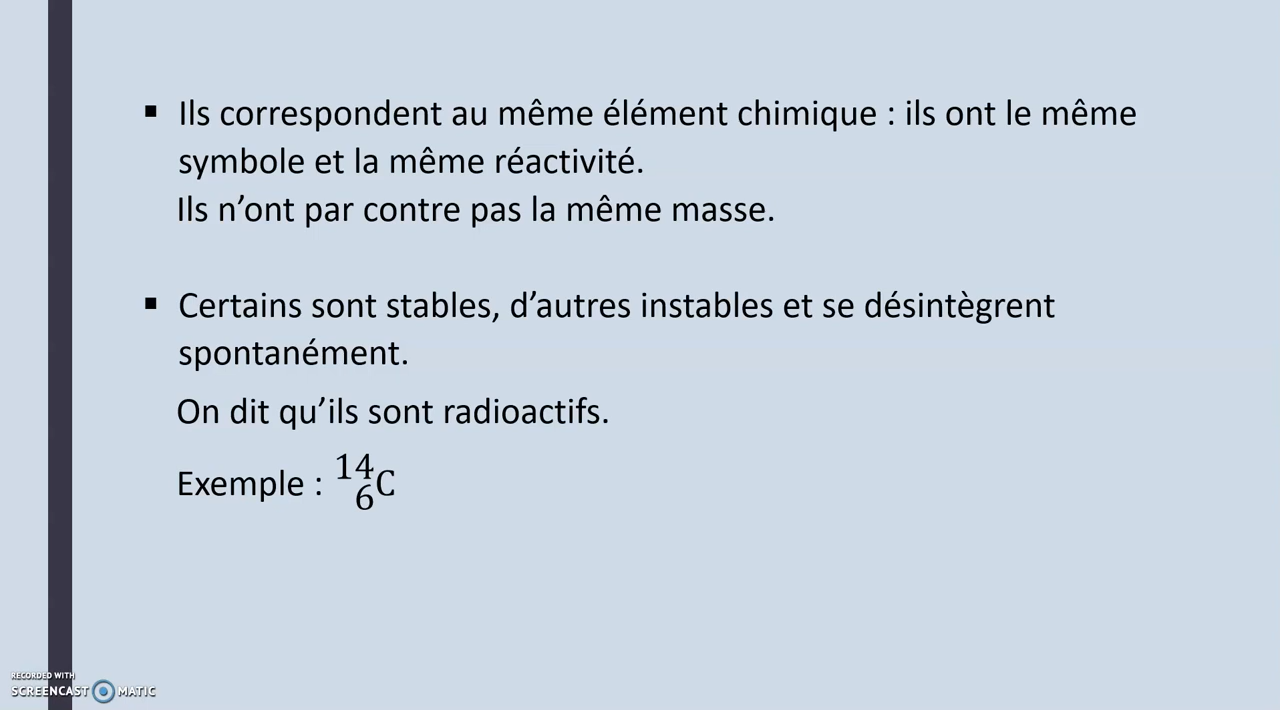 ▪ Ils correspondent au même élément chimique : ils ont le même
symbole et la même réactivité.
Ils n’ont par contre pas la même masse.
▪ Certains sont stables, d’autres instables et se désintègrent
spontanément.
On dit qu’ils sont radioactifs.
Exemple : ¹⁴₆C
RECORDED WITH
SCREENCAST MATIC